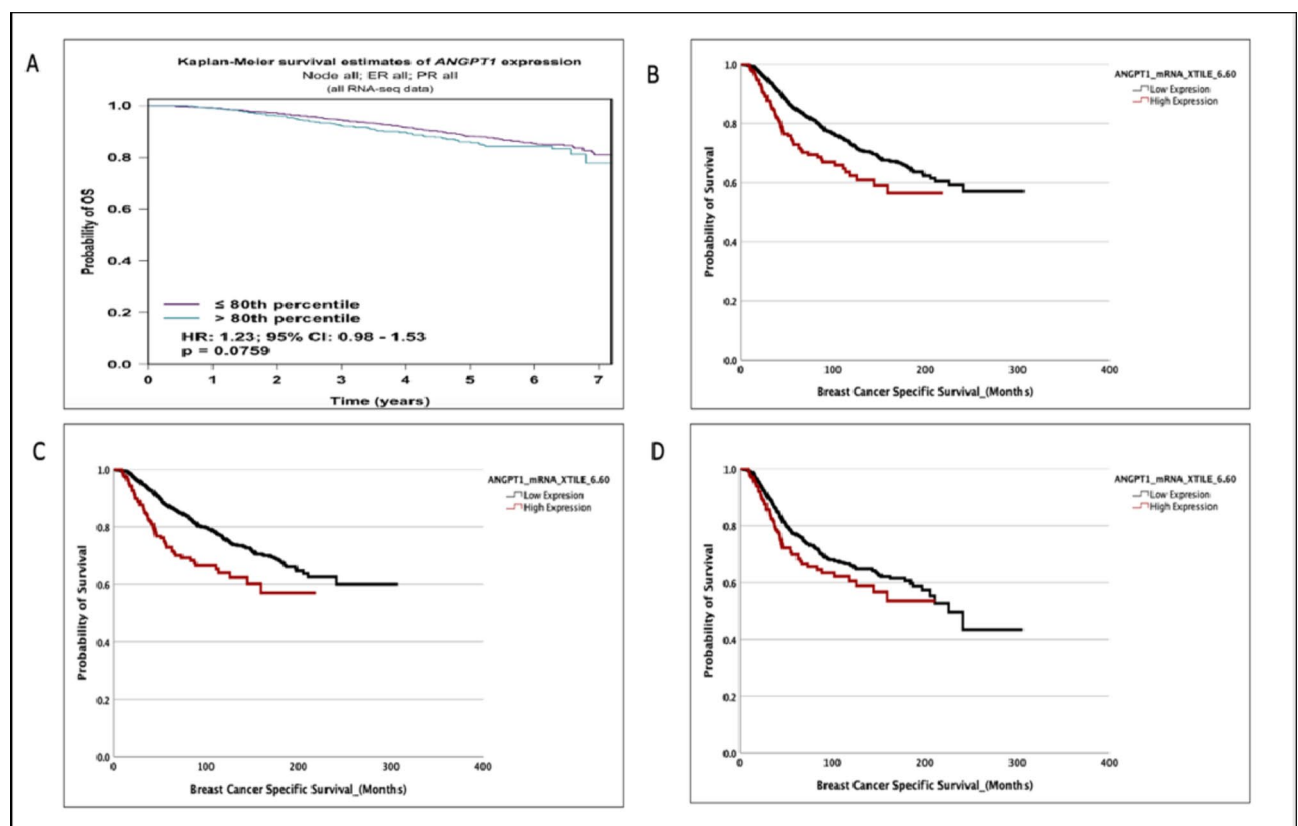 A
Kaplan-Meier survival estimates of ANGPT1 expression
Node all; ER all; PR all
(all RNA-seq data)
1.0
0.8
0.6
0.4
0.2
0.0
Probability of OS
≤ 80th percentile
> 80th percentile
HR: 1.23; 95% CI: 0.98 - 1.53
p = 0.0759
0 1 2 3 4 5 6 7
Time (years)
B
ANGPT1_mRNA_XTILE_6.60
Low Expresion
High Expression
1.0
0.8
0.6
0.4
0.2
0.0
Probability of Survival
0 100 200 300 400
Breast Cancer Specific Survival_(Months)
C
ANGPT1_mRNA_XTILE_6.60
Low Expresion
High Expression
1.0
0.8
0.6
0.4
0.2
0.0
Probability of Survival
0 100 200 300 400
Breast Cancer Specific Survival_(Months)
D
ANGPT1_mRNA_XTILE_6.60
Low Expresion
High Expression
1.0
0.8
0.6
0.4
0.2
0.0
Probability of Survival
0 100 200 300 400
Breast Cancer Specific Survival_(Months)